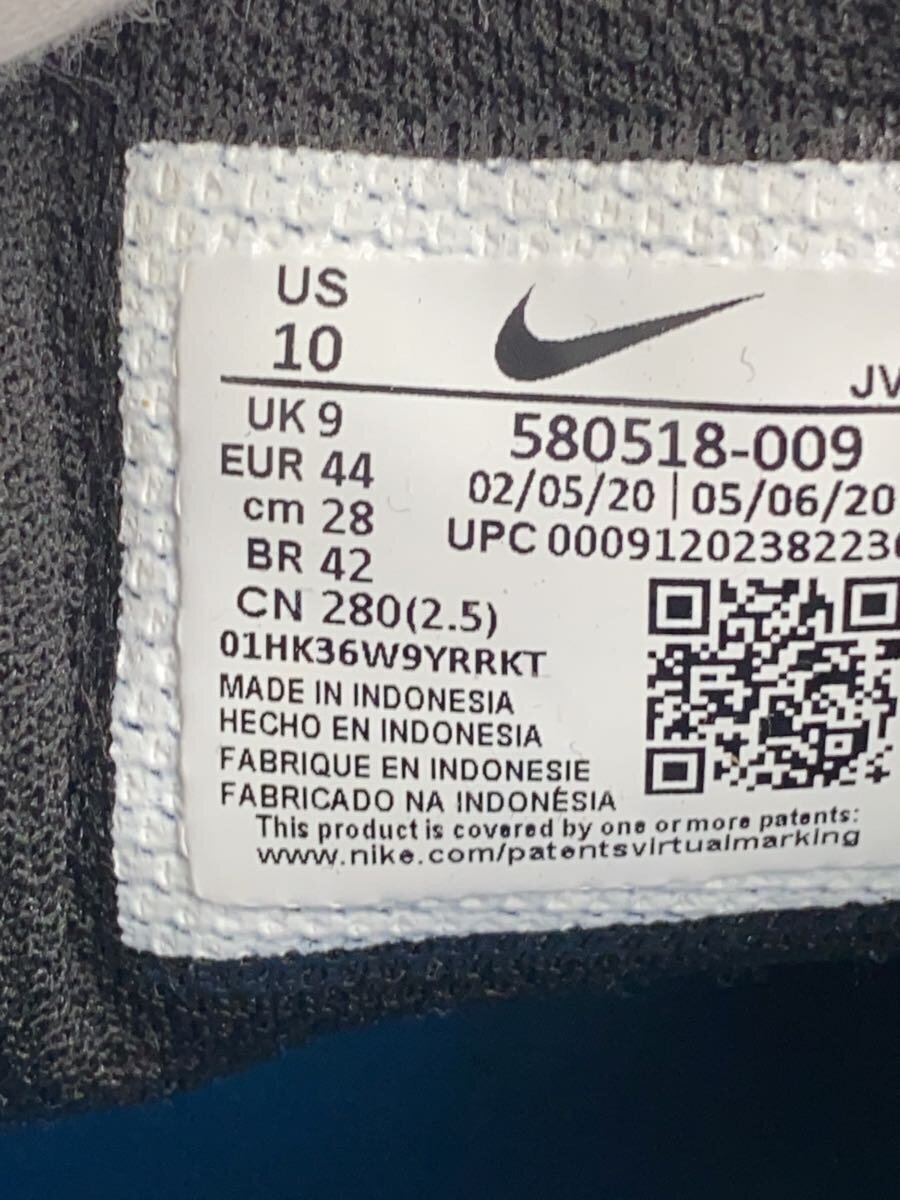 US
10
JV
UK 9
EUR 44
cm 28
BR 42
CN 280(2.5)
580518-009
02/05/20 | 05/06/20
UPC 00091202382236
01HK36W9YRRKT
MADE IN INDONESIA
HECHO EN INDONESIA
FABRIQUE EN INDONESIE
FABRICADO NA INDONÉSIA
This product is covered by one or more patents:
www.nike.com/patentsvirtualmarking